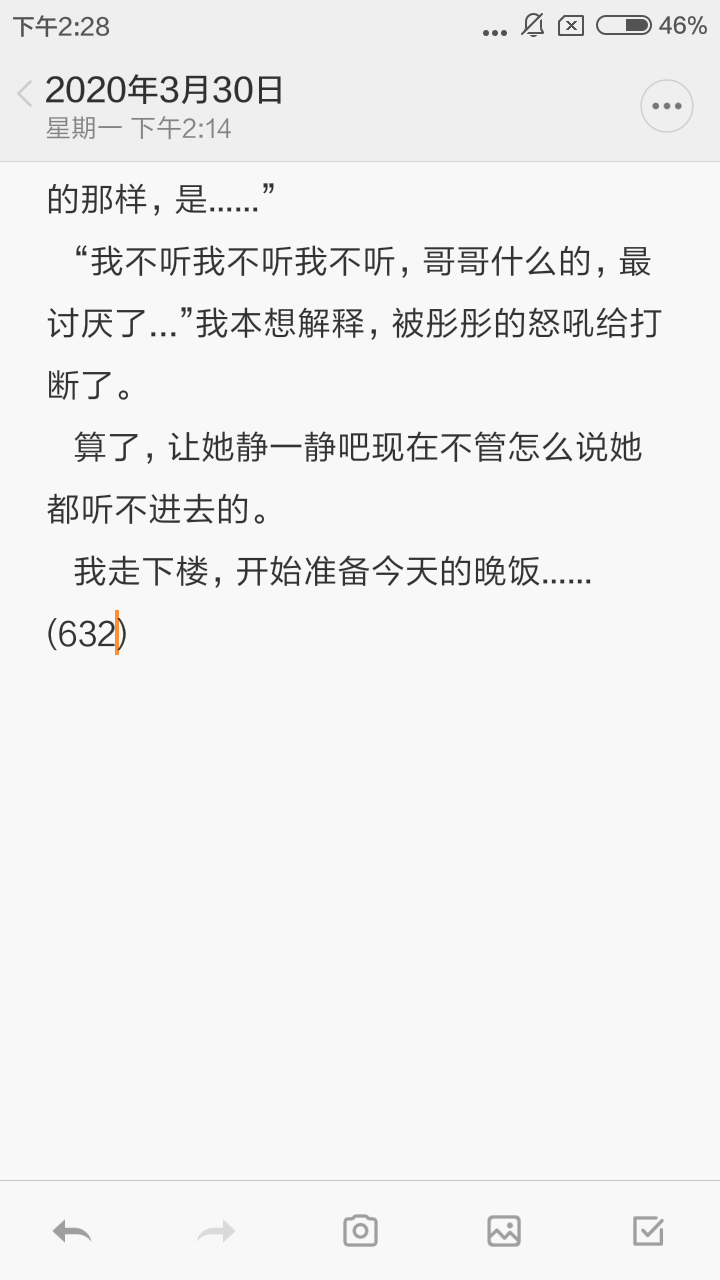 下午2:28
46%
2020年3月30日
星期一 下午2:14
的那样，是......”
“我不听我不听我不听，哥哥什么的，最
讨厌了...”我本想解释，被彤彤的怒吼给打
断了。
算了，让她静一静吧现在不管怎么说她
都听不进去的。
我走下楼，开始准备今天的晚饭......
(632)